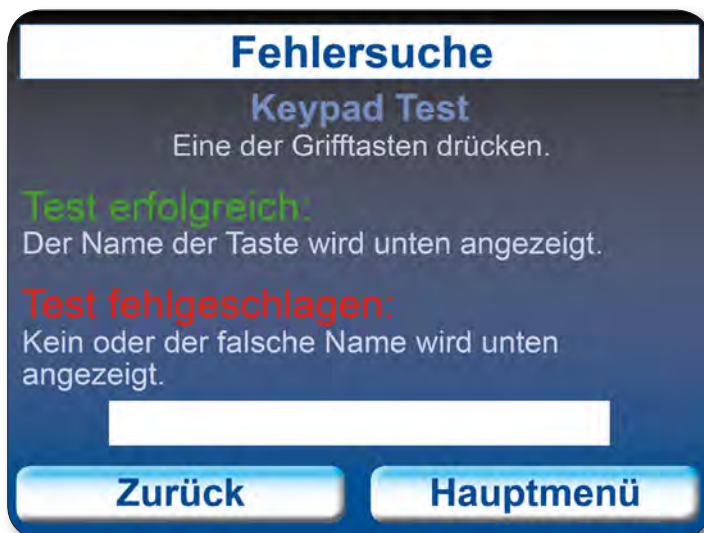 Fehlersuche
Keypad Test
Eine der Grifftasten drücken.
Test erfolgreich:
Der Name der Taste wird unten angezeigt.
Test fehlgeschlagen:
Kein oder der falsche Name wird unten
angezeigt.
Zurück
Hauptmenü